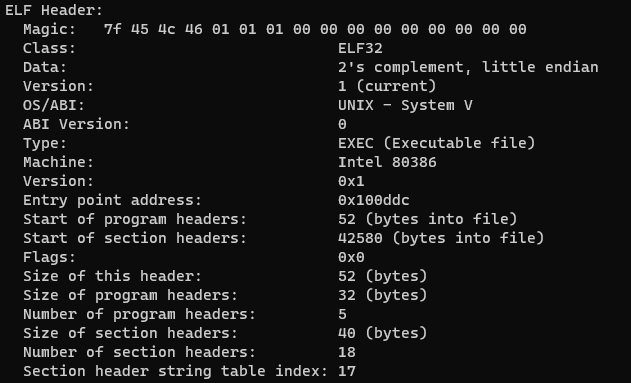 ELF Header:
  Magic:   7f 45 4c 46 01 01 01 00 00 00 00 00 00 00 00 00
  Class:                             ELF32
  Data:                              2's complement, little endian
  Version:                           1 (current)
  OS/ABI:                            UNIX - System V
  ABI Version:                       0
  Type:                              EXEC (Executable file)
  Machine:                           Intel 80386
  Version:                           0x1
  Entry point address:               0x100ddc
  Start of program headers:          52 (bytes into file)
  Start of section headers:          42580 (bytes into file)
  Flags:                             0x0
  Size of this header:               52 (bytes)
  Size of program headers:           32 (bytes)
  Number of program headers:         5
  Size of section headers:           40 (bytes)
  Number of section headers:         18
  Section header string table index: 17